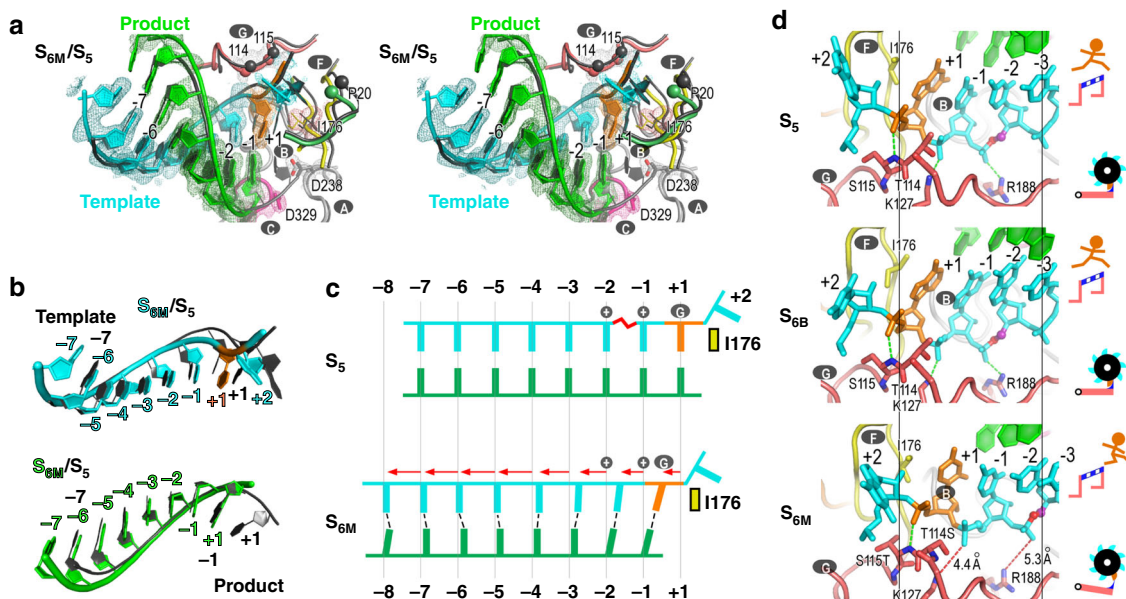 a
Product
S6M/S5
G
114
115
F
P20
-7
-6
-2
-1
+1
I176
B
D238
Template
D329
A
C
Product
S6M/S5
G
114
115
F
P20
-7
-6
-2
-1
+1
I176
B
D238
Template
D329
A
C
b
S6M/S5
Template
–7
–7
–6
–5
–4
–3
–2
–1
+1
+1
+2
S6M/S5
–7
–7
–6
–5
–4
–3
–2
–1
+1
–1
+1
Product
c
–8 –7 –6 –5 –4 –3 –2 –1 +1
+2
+ + G
I176
S5
+ + G
I176
S6M
–8 –7 –6 –5 –4 –3 –2 –1 +1
d
F
I176
+2
+1
-1
-2
-3
B
S5
G
S115
T114
K127
R188
F
I176
+2
+1
-1
-2
-3
B
S6B
G
S115
T114
K127
R188
F
I176
+2
+1
-1
-2
-3
B
S6M
T114S
S115T
G
4.4 Å
5.3 Å
K127
R188